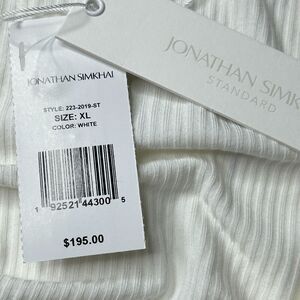 JONATHAN SIMKHAI
STANDARD
JONATHAN SIMKHAI
STYLE: 223-2019-ST
SIZE: XL
COLOR: WHITE
1 92521 44300 5
$195.00